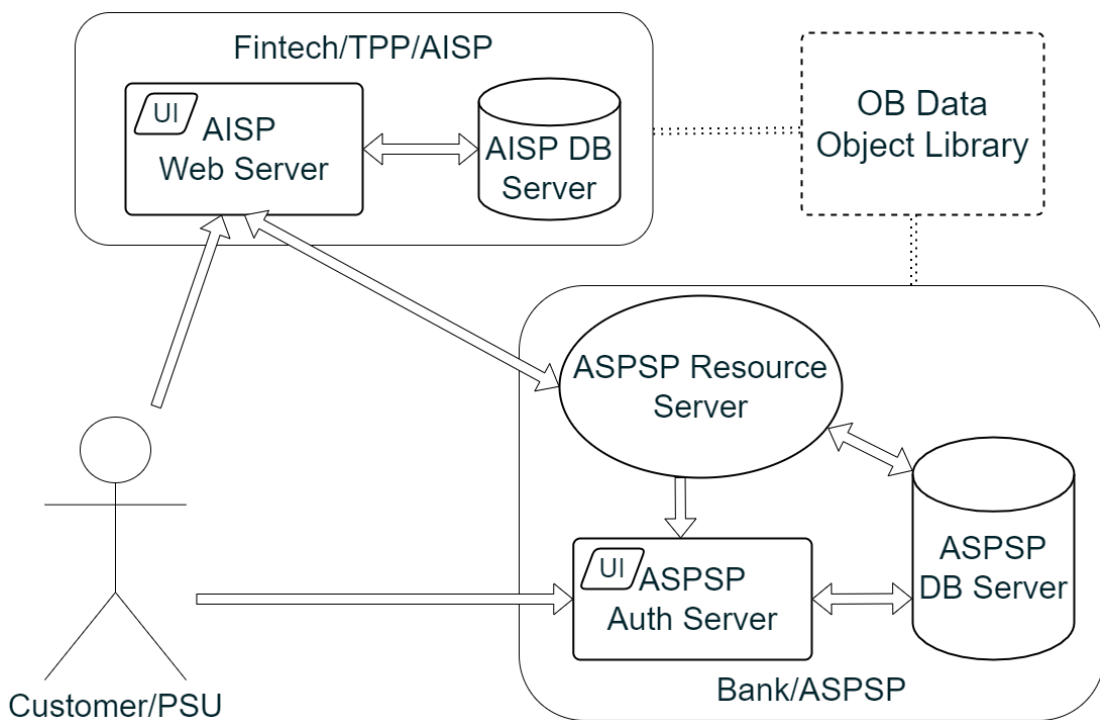 Fintech/TPP/AISP
UI
AISP
Web Server
AISP DB
Server
OB Data
Object Library
ASPSP Resource
Server
UI
ASPSP
Auth Server
ASPSP
DB Server
Bank/ASPSP
Customer/PSU